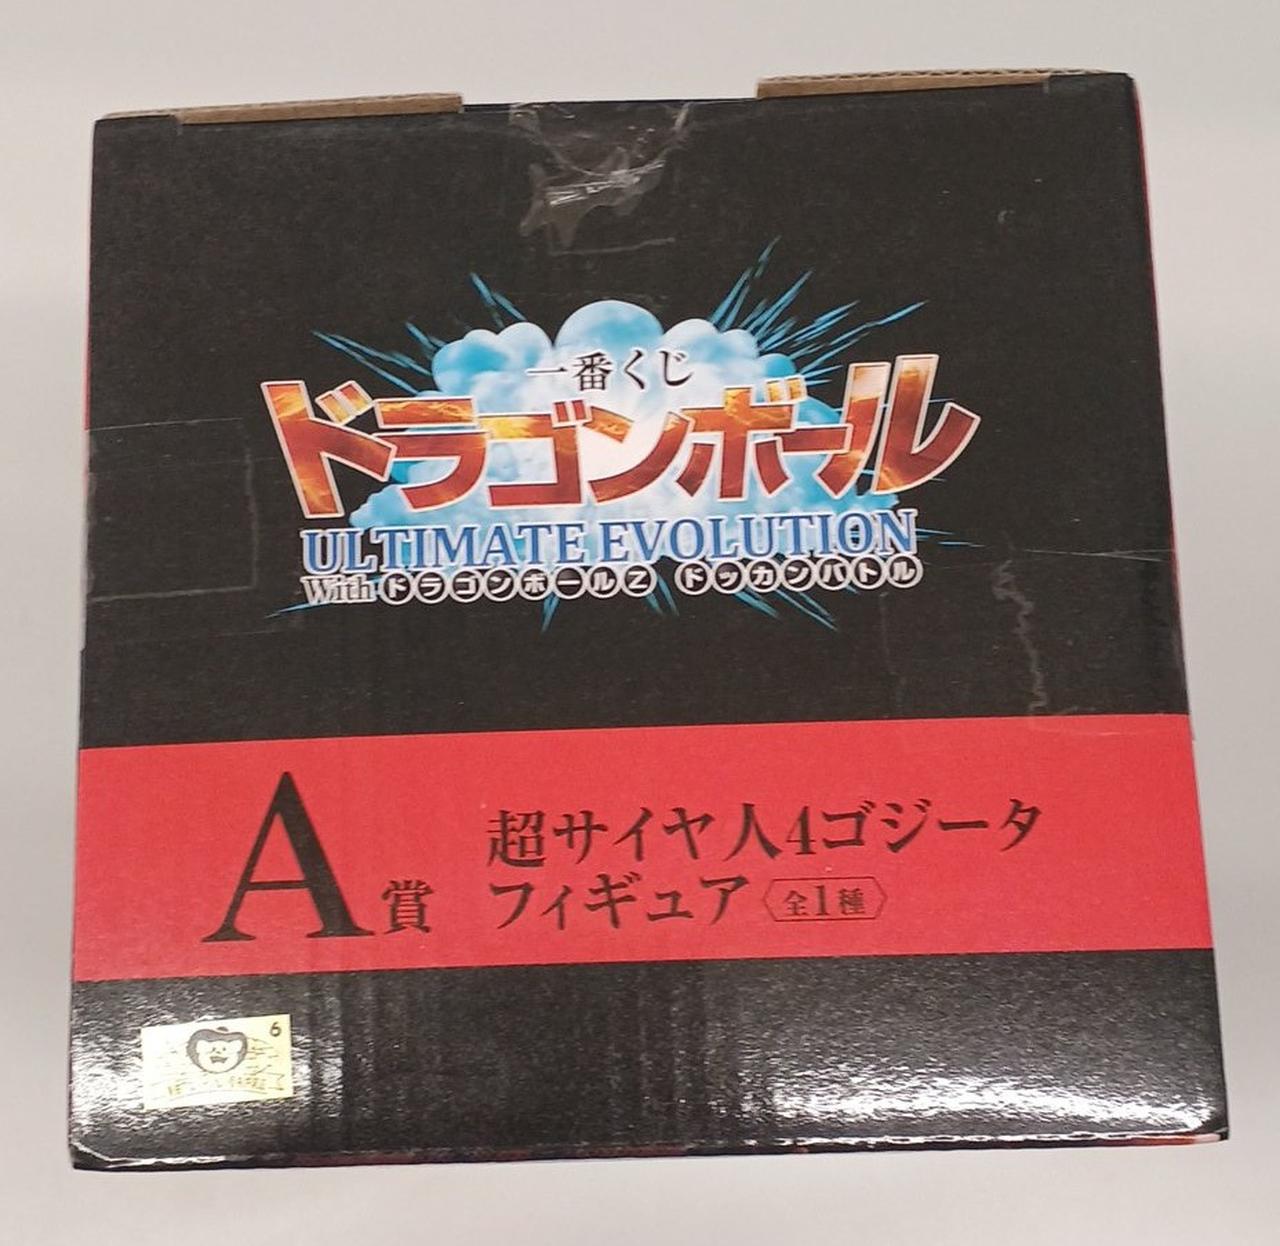 一番くじ
ドラゴンボール
ULTIMATE EVOLUTION
With ドラゴンボールZ ドッカンバトル
A賞
超サイヤ人4ゴジータ
フィギュア〈全1種〉
6